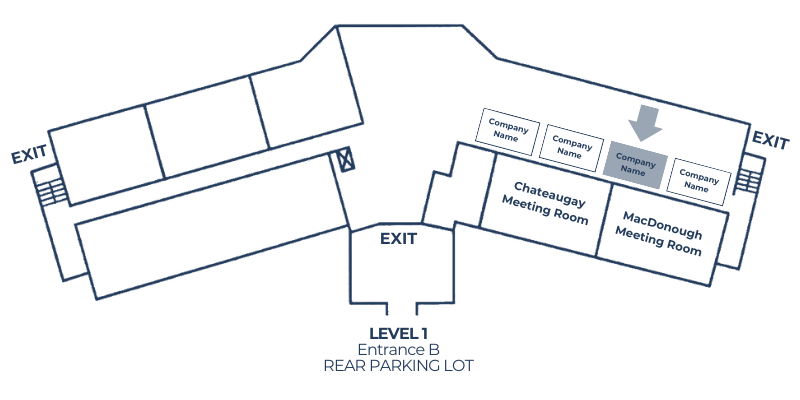 EXIT
Company
Name
Company
Name
Company
Name
Company
Name
EXIT
Chateaugay
Meeting Room
MacDonough
Meeting Room
EXIT
LEVEL 1
Entrance B
REAR PARKING LOT